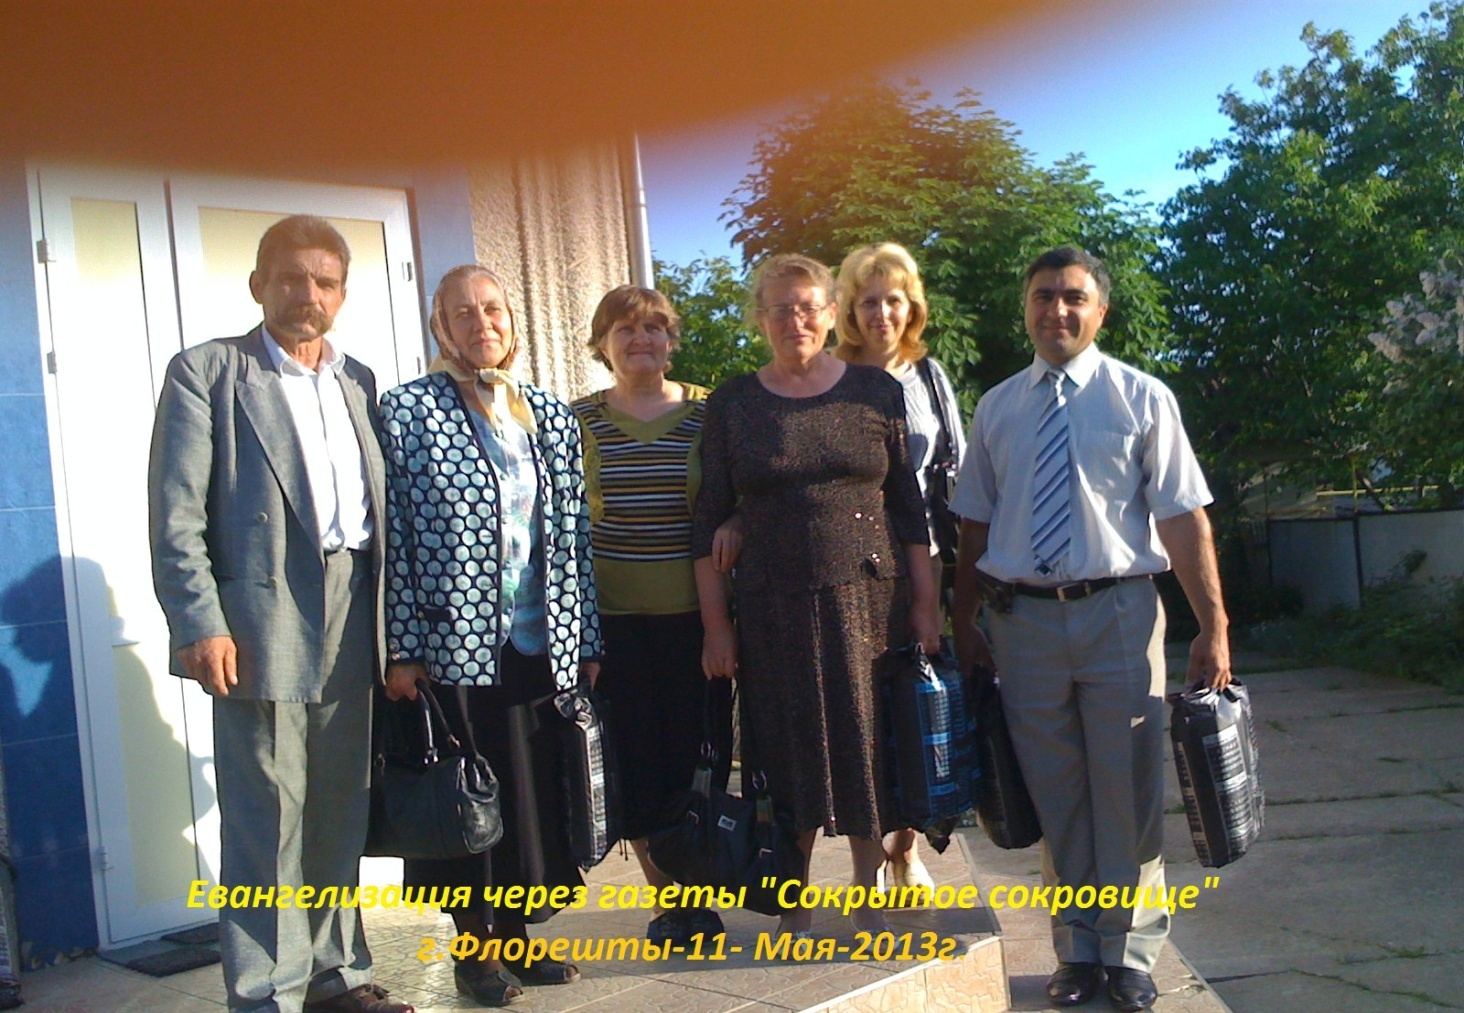 Евангелизация через газеты "Сокрытое сокровище"
г.Флорешты-11- Мая-2013г.